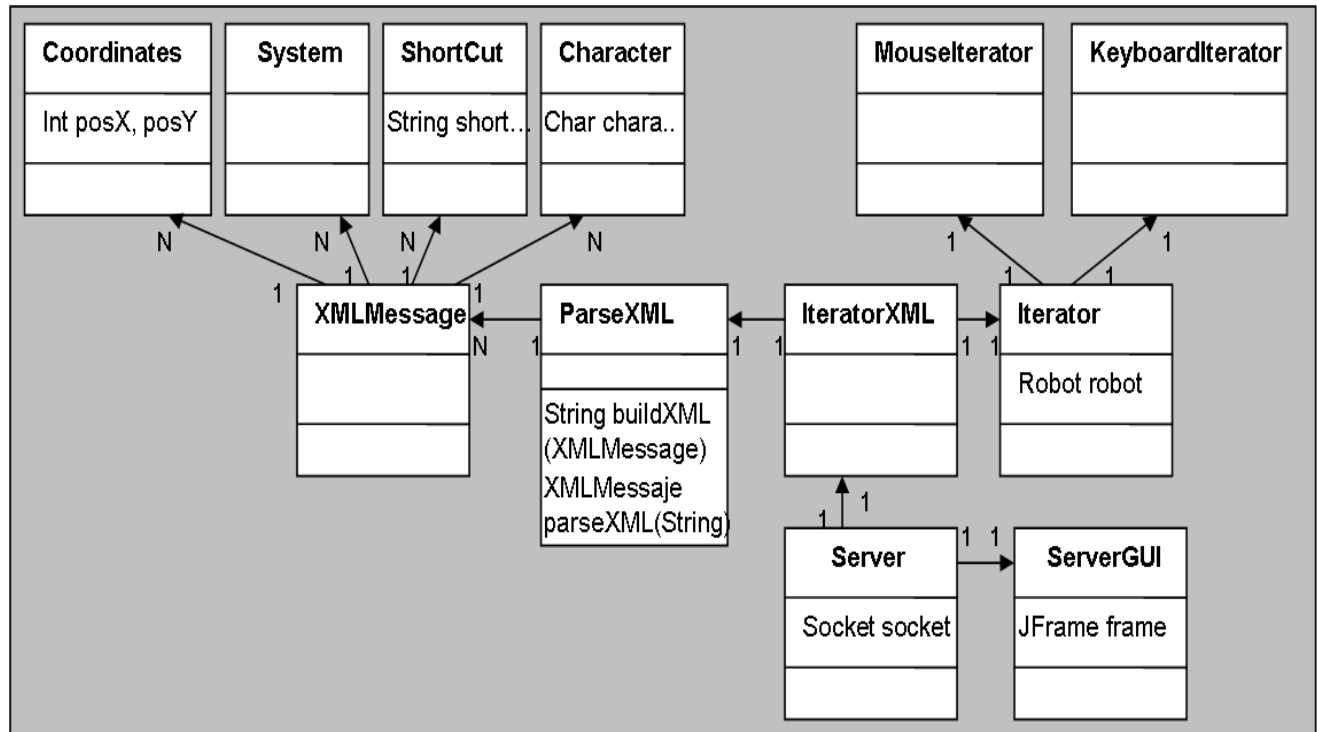 Coordinates
System
ShortCut
Character
MouseIterator
KeyboardIterator
Int posX, posY
String short...
Char chara..
N
N
N
N
1
1
1
1
1
1
1
1
XMLMessage
ParseXML
IteratorXML
Iterator
N
1
1
1
1
1
Robot robot
String buildXML
(XMLMessage)
XMLMessaje
parseXML(String)
1
1
1
1
Server
ServerGUI
Socket socket
JFrame frame